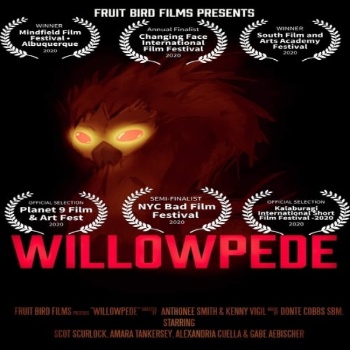 FRUIT BIRD FILMS PRESENTS
WINNER
Mindfield Film
Festival •
Albuquerque
2020
Annual Finalist
Changing Face
International
Film Festival
2020
WINNER
South Film and
Arts Academy
Festival
2020
OFFICIAL SELECTION
Planet 9 Film
& Art Fest
2020
SEMI-FINALIST
NYC Bad Film
Festival
2020
OFFICIAL SELECTION
Kalaburagi
International Short
Film Festival -2020
2020
WILLOWPEDE
FRUIT BIRD FILMS PRESENTS "WILLOWPEDE" ANTHONEE SMITH & KENNY VIGIL DONTE COBBS SRM.
STARRING
SCOT SCURLOCK, AMARA TANKERSEY, ALEXANDRIA CUELLA & GABE AEBISCHER